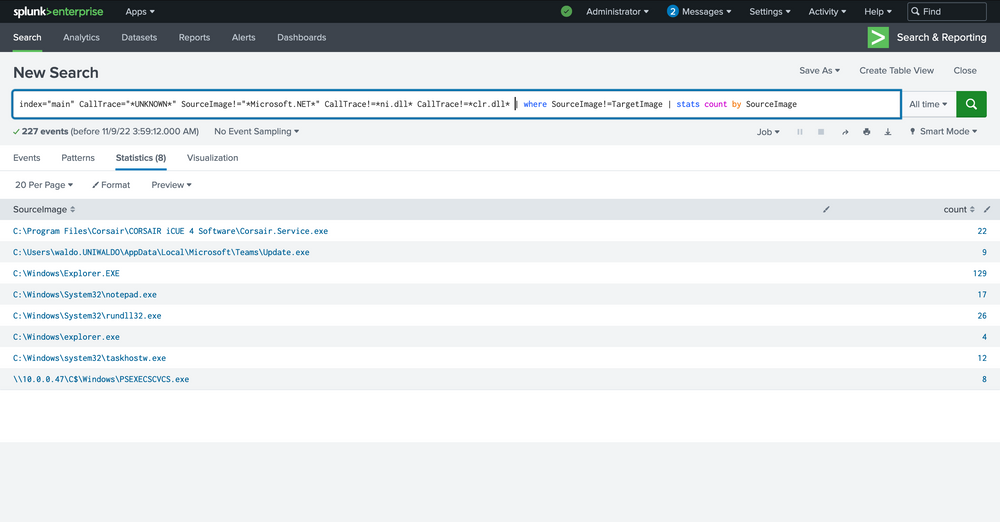 splunk>enterprise Apps Administrator 2 Messages Settings Activity Help Find
Search Analytics Datasets Reports Alerts Dashboards Search & Reporting
New Search Save As Create Table View Close
index="main" CallTrace="*UNKNOWN*" SourceImage!="*Microsoft.NET*" CallTrace!=*ni.dll* CallTrace!=*clr.dll* | where SourceImage!=TargetImage | stats count by SourceImage All time
227 events (before 11/9/22 3:59:12.000 AM) No Event Sampling Job Smart Mode
Events Patterns Statistics (8) Visualization
20 Per Page Format Preview
SourceImage count
C:\Program Files\Corsair\CORSAIR iCUE 4 Software\Corsair.Service.exe 22
C:\Users\waldo.UNIWALDO\AppData\Local\Microsoft\Teams\Update.exe 9
C:\Windows\Explorer.EXE 129
C:\Windows\System32\notepad.exe 17
C:\Windows\System32\rundll32.exe 26
C:\Windows\explorer.exe 4
C:\Windows\system32\taskhostw.exe 12
\\10.0.0.47\C$\Windows\PSEXECSCVCS.exe 8